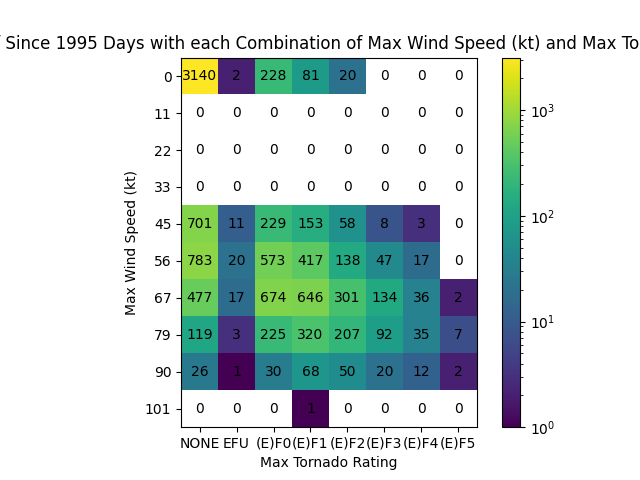 Since 1995 Days with each Combination of Max Wind Speed (kt) and Max To
0 3140 2 228 81 20 0 0 0
11 0 0 0 0 0 0 0 0
22 0 0 0 0 0 0 0 0
33 0 0 0 0 0 0 0 0
45 701 11 229 153 58 8 3 0
56 783 20 573 417 138 47 17 0
67 477 17 674 646 301 134 36 2
79 119 3 225 320 207 92 35 7
90 26 1 30 68 50 20 12 2
101 0 0 0 1 0 0 0 0
NONE EFU (E)F0 (E)F1 (E)F2 (E)F3 (E)F4 (E)F5
Max Tornado Rating
Max Wind Speed (kt)
10³
10²
10¹
10⁰